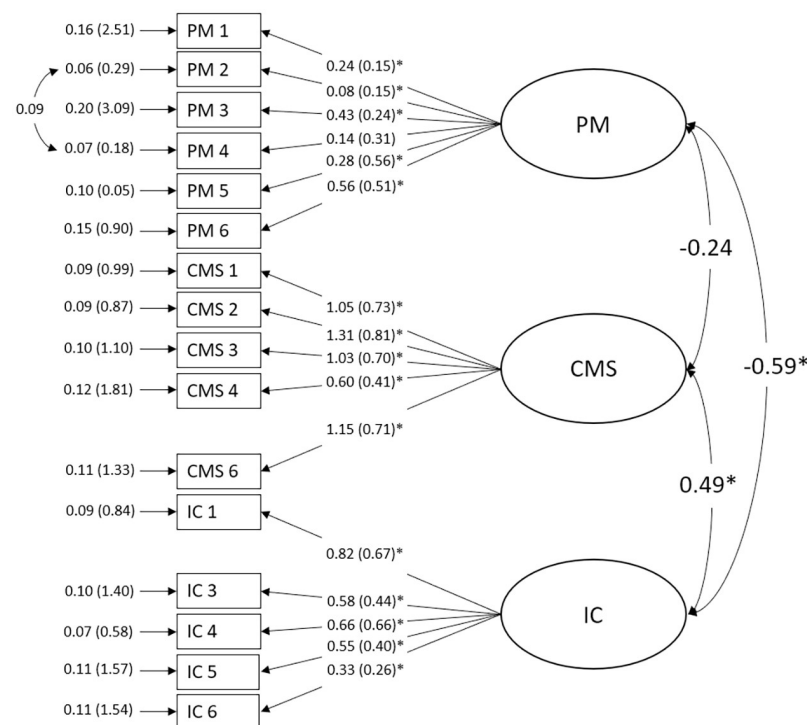 0.16 (2.51) PM 1
0.24 (0.15)*
0.06 (0.29) PM 2
0.08 (0.15)*
0.09
0.20 (3.09) PM 3
0.43 (0.24)*
PM
0.07 (0.18) PM 4
0.14 (0.31)
0.28 (0.56)*
0.10 (0.05) PM 5
0.56 (0.51)*
0.15 (0.90) PM 6
-0.24
0.09 (0.99) CMS 1
1.05 (0.73)*
0.09 (0.87) CMS 2
1.31 (0.81)*
0.10 (1.10) CMS 3
1.03 (0.70)*
CMS
-0.59*
0.12 (1.81) CMS 4
0.60 (0.41)*
1.15 (0.71)*
0.11 (1.33) CMS 6
0.49*
0.09 (0.84) IC 1
0.82 (0.67)*
0.10 (1.40) IC 3
0.58 (0.44)*
IC
0.07 (0.58) IC 4
0.66 (0.66)*
0.55 (0.40)*
0.11 (1.57) IC 5
0.33 (0.26)*
0.11 (1.54) IC 6